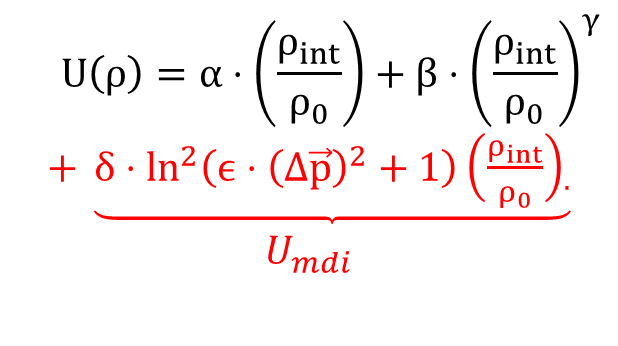 U(ρ) = α · (ρ_int/ρ_0) + β · (ρ_int/ρ_0)^γ
+ δ · ln²(ϵ · (Δp⃗)² + 1) (ρ_int/ρ_0).
U_mdi